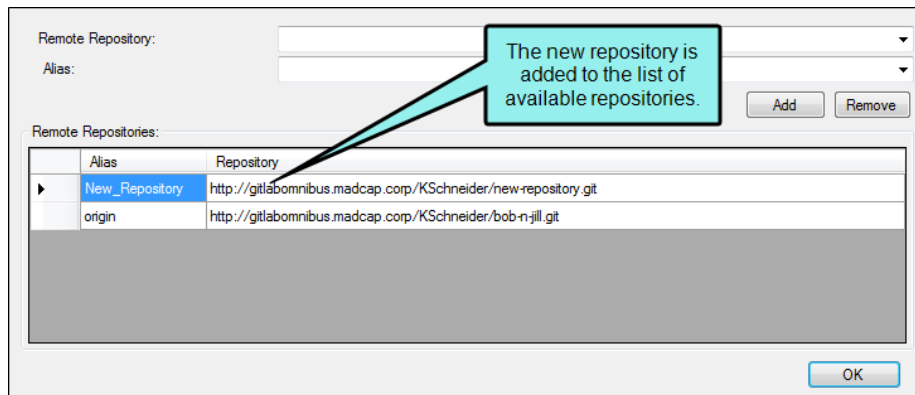 Remote Repository:
Alias:
The new repository is
added to the list of
available repositories.
Add Remove
Remote Repositories:
Alias Repository
New_Repository http://gitlabomnibus.madcap.corp/KSchneider/new-repository.git
origin http://gitlabomnibus.madcap.corp/KSchneider/bob-n-jill.git
OK